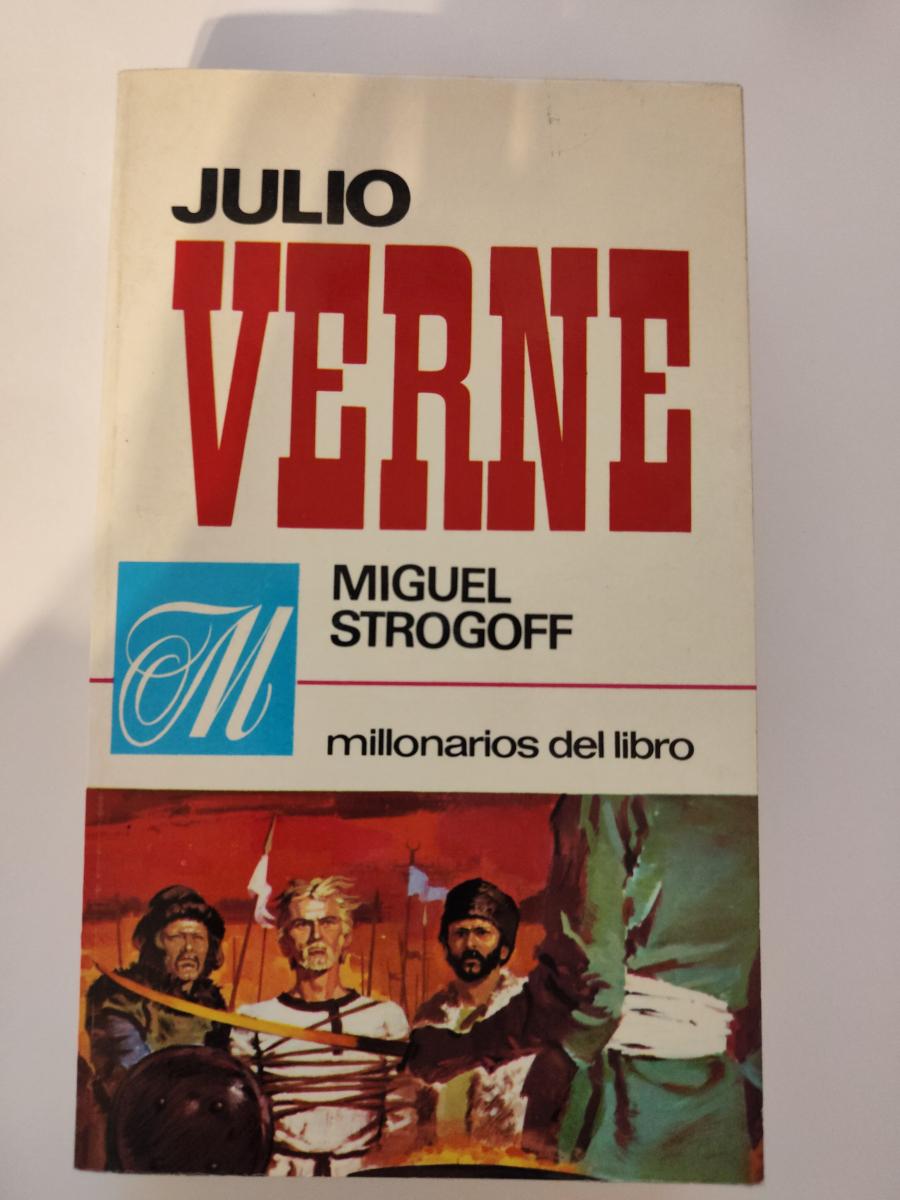 JULIO
VERNE
M
MIGUEL
STROGOFF
millonarios del libro